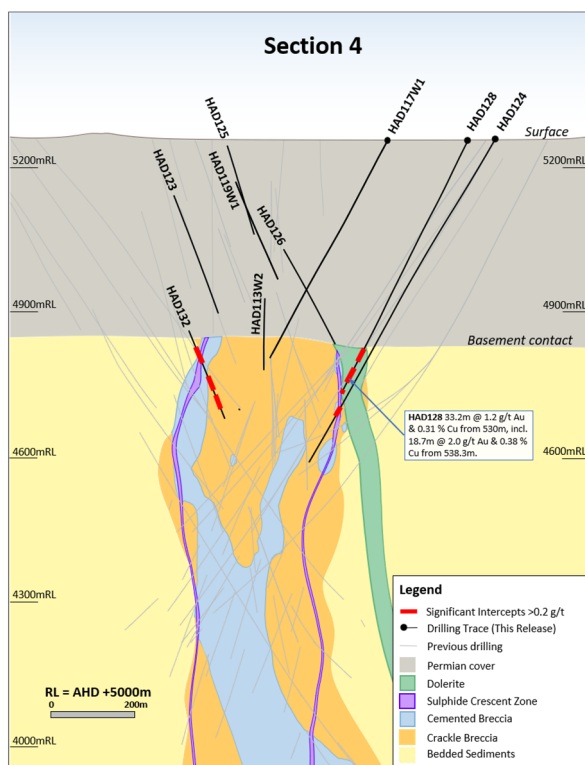 Section 4
HAD125
HAD117W1
HAD128
HAD124
Surface
5200mRL
5200mRL
HAD123
HAD119W1
HAD126
HAD113W2
HAD132
4900mRL
4900mRL
Basement contact
HAD128 33.2m @ 1.2 g/t Au
& 0.31 % Cu from 530m, incl.
18.7m @ 2.0 g/t Au & 0.38 %
Cu from 538.3m.
4600mRL
4600mRL
4300mRL
4000mRL
RL = AHD +5000m
0
200m
Legend
Significant Intercepts >0.2 g/t
Drilling Trace (This Release)
Previous drilling
Permian cover
Dolerite
Sulphide Crescent Zone
Cemented Breccia
Crackle Breccia
Bedded Sediments